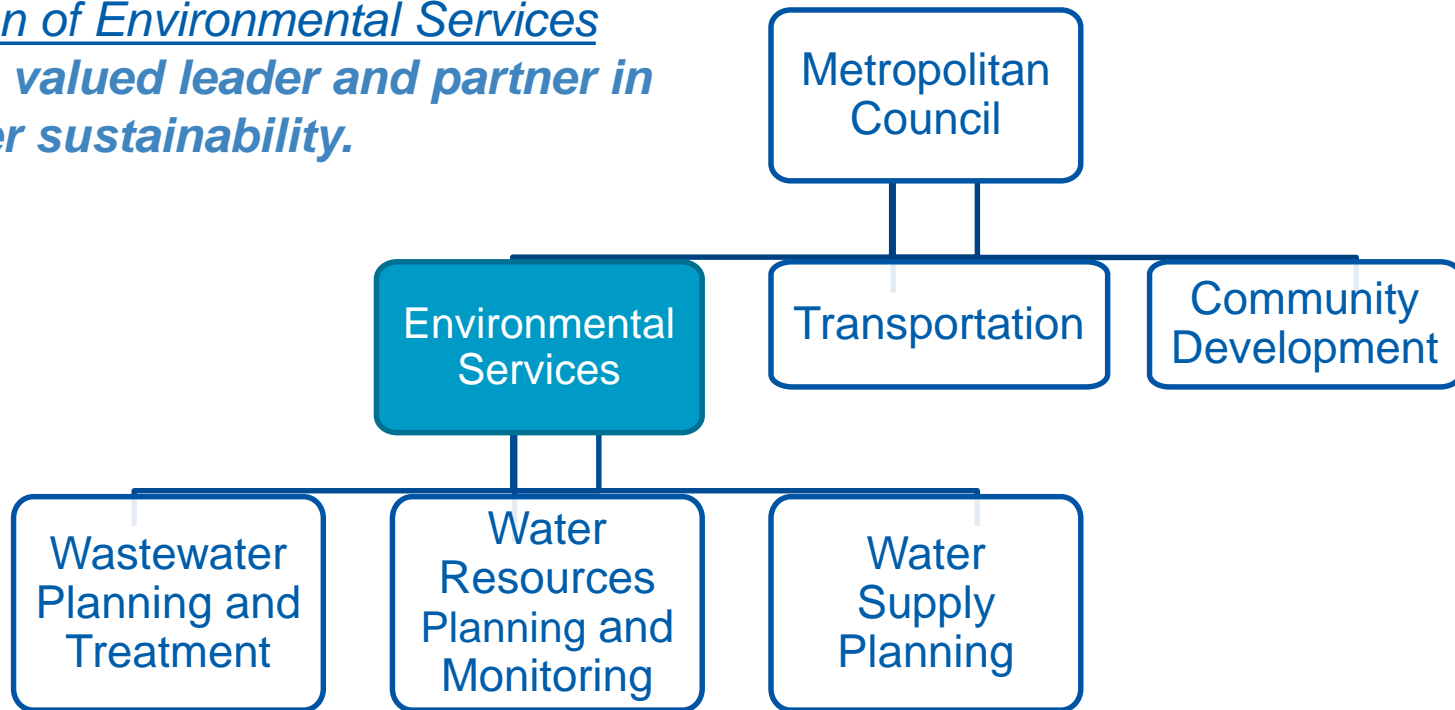 of Environmental Services
valued leader and partner in
sustainability.
Metropolitan
Council
Environmental
Services
Transportation
Community
Development
Wastewater
Planning and
Treatment
Water
Resources
Planning and
Monitoring
Water
Supply
Planning